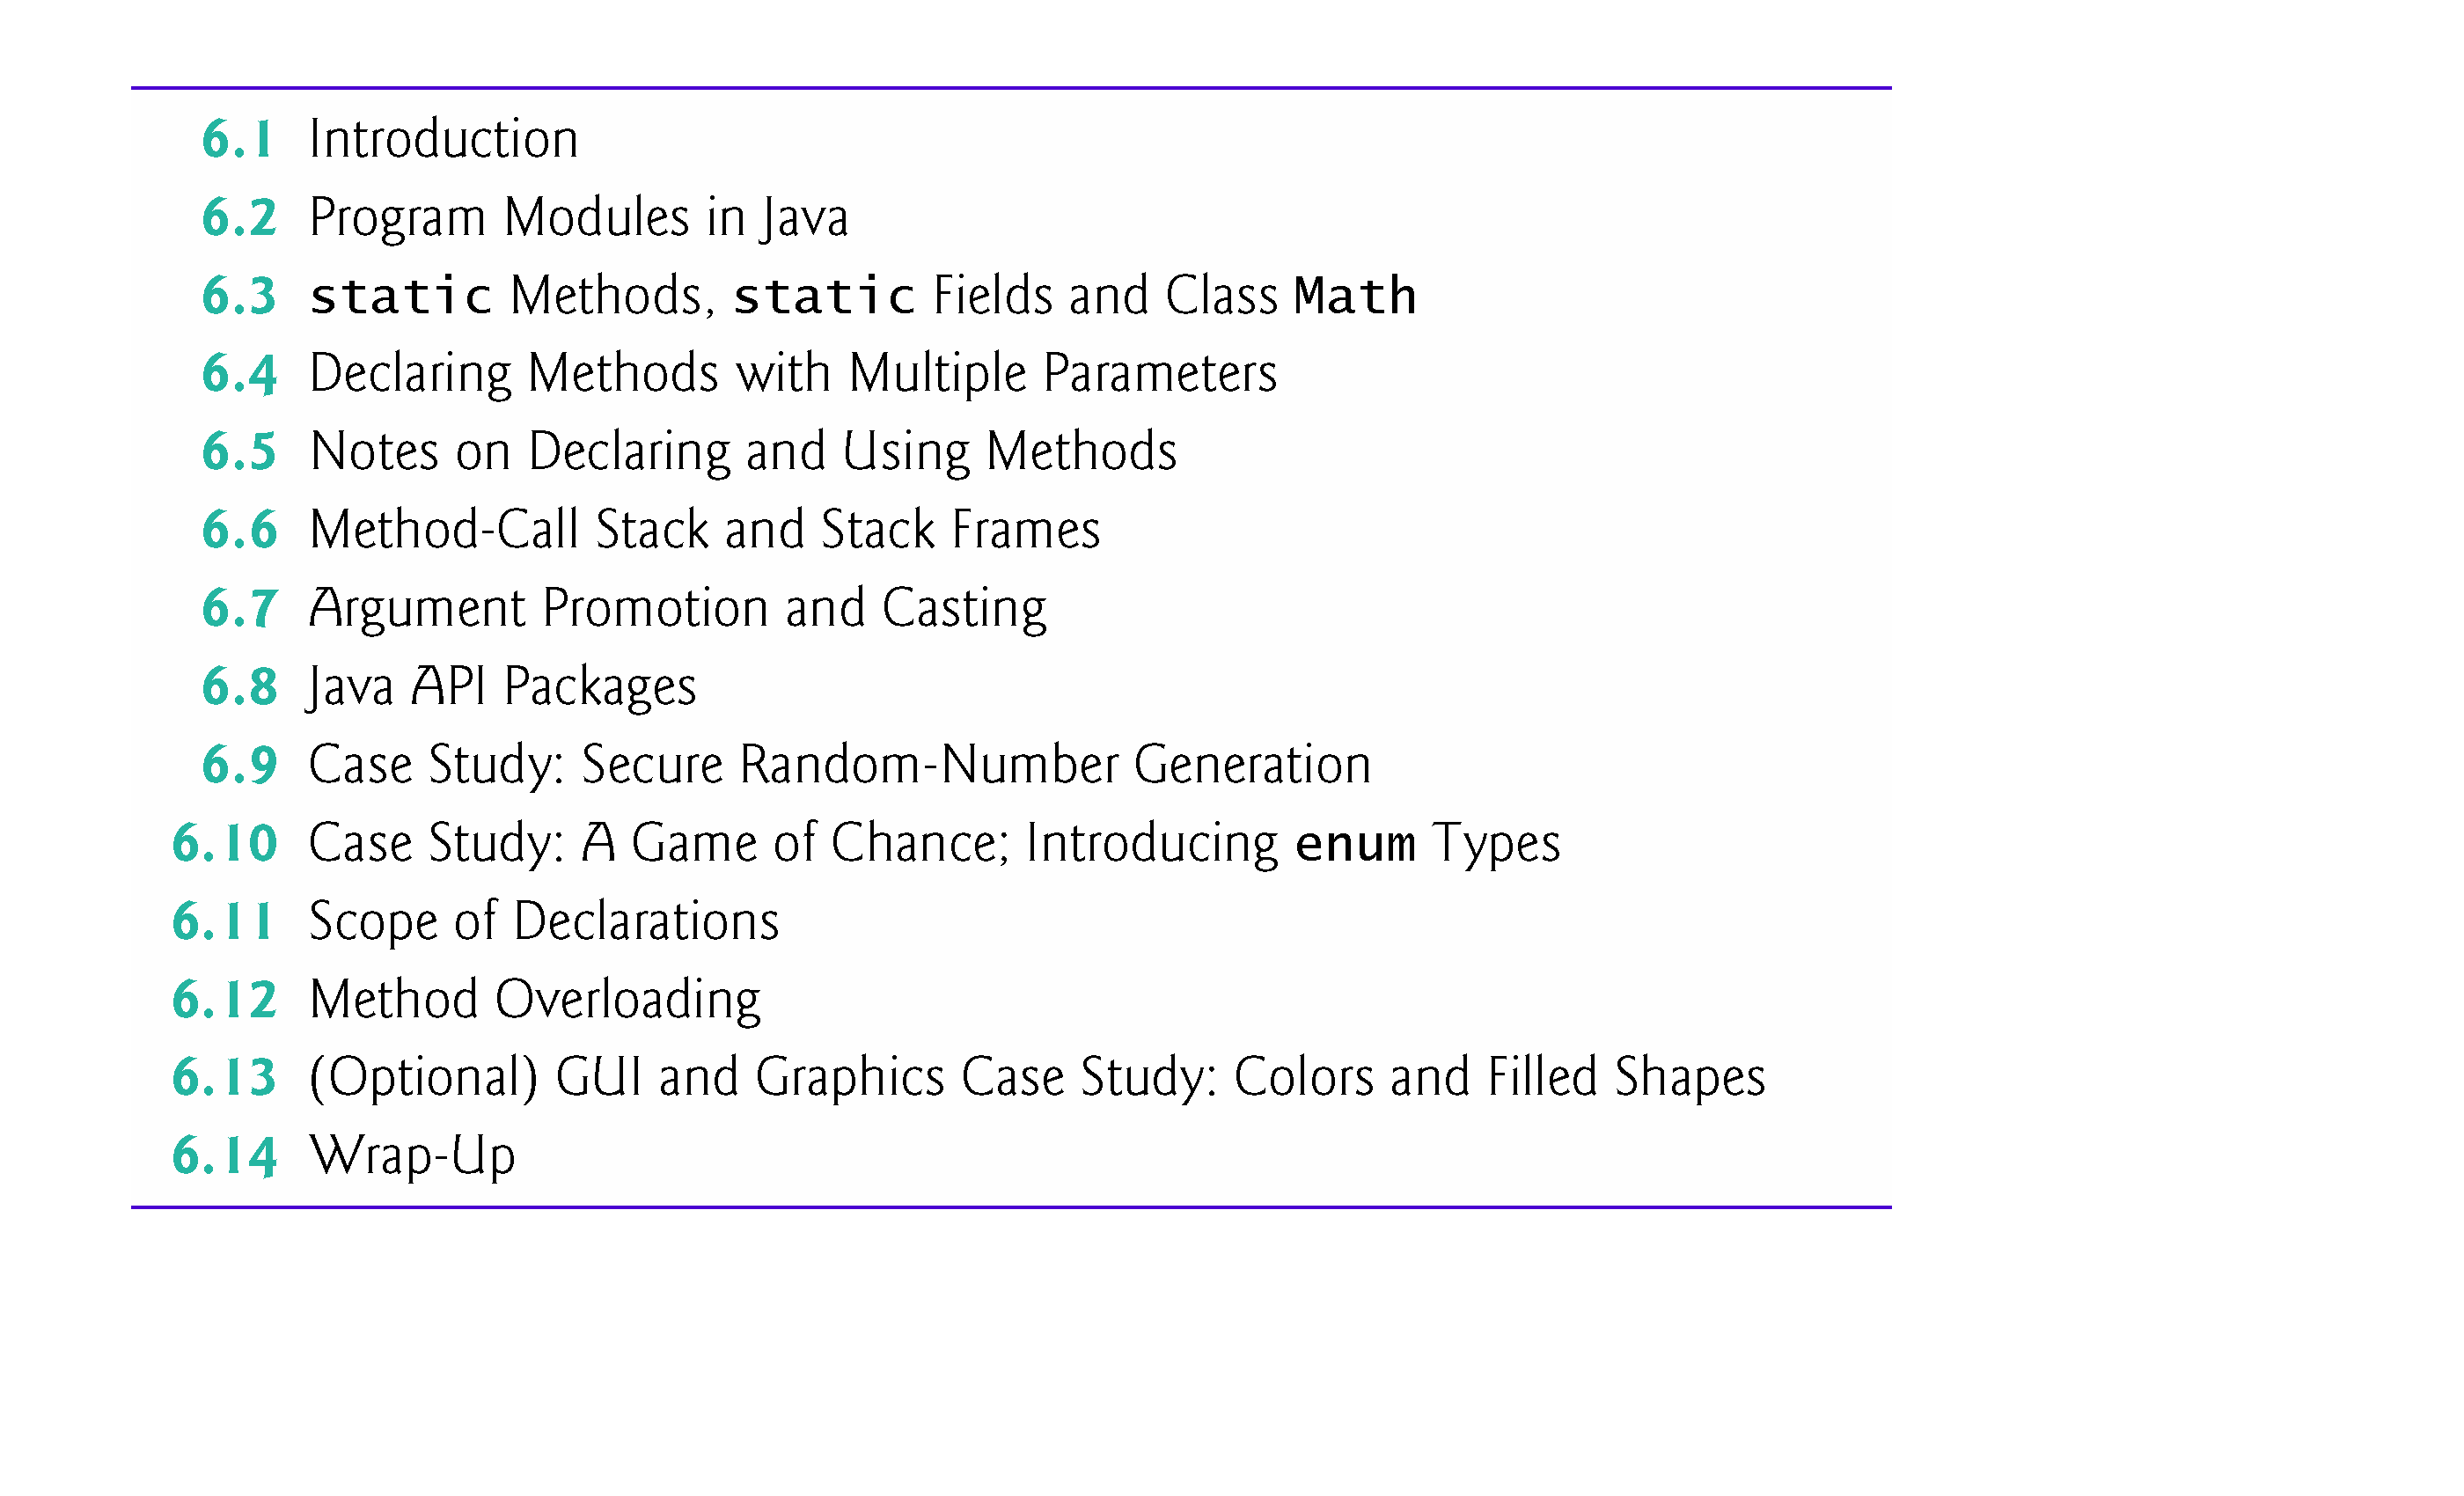 6.1 Introduction
6.2 Program Modules in Java
6.3 static Methods, static Fields and Class Math
6.4 Declaring Methods with Multiple Parameters
6.5 Notes on Declaring and Using Methods
6.6 Method-Call Stack and Stack Frames
6.7 Argument Promotion and Casting
6.8 Java API Packages
6.9 Case Study: Secure Random-Number Generation
6.10 Case Study: A Game of Chance; Introducing enum Types
6.11 Scope of Declarations
6.12 Method Overloading
6.13 (Optional) GUI and Graphics Case Study: Colors and Filled Shapes
6.14 Wrap-Up